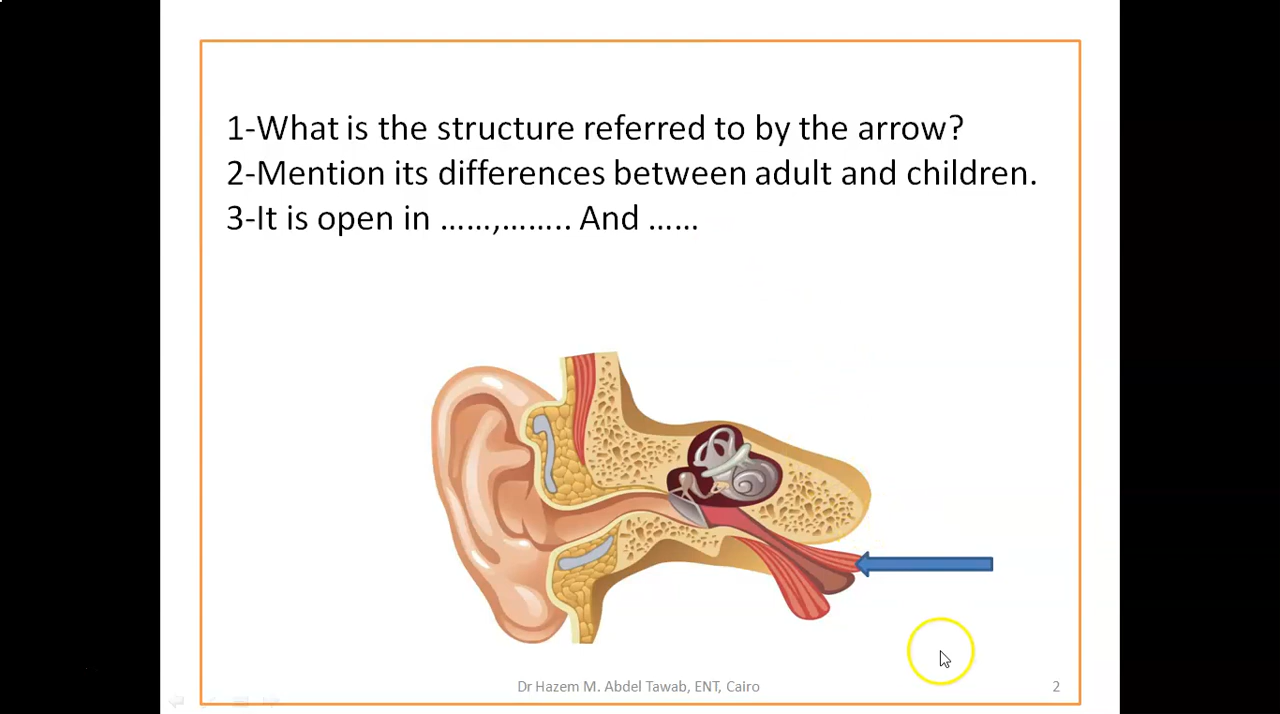 1-What is the structure referred to by the arrow?
2-Mention its differences between adult and children.
3-It is open in ……,…….. And ……
Dr Hazem M. Abdel Tawab, ENT, Cairo
2